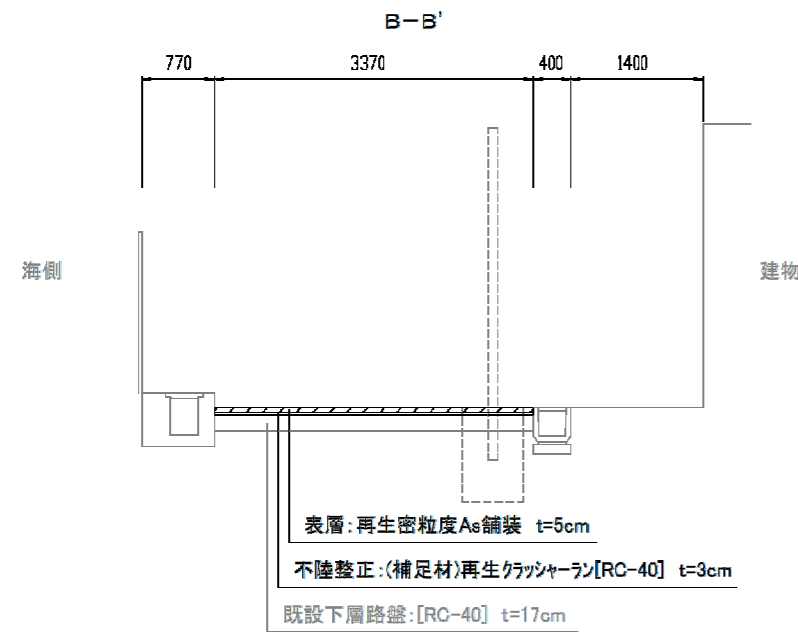 B-B'
770 3370 400 1400
海側
建物
表層:再生密粒度As舗装 t=5cm
不陸整正:(補足材)再生クラッシャーラン[RC-40] t=3cm
既設下層路盤:[RC-40] t=17cm